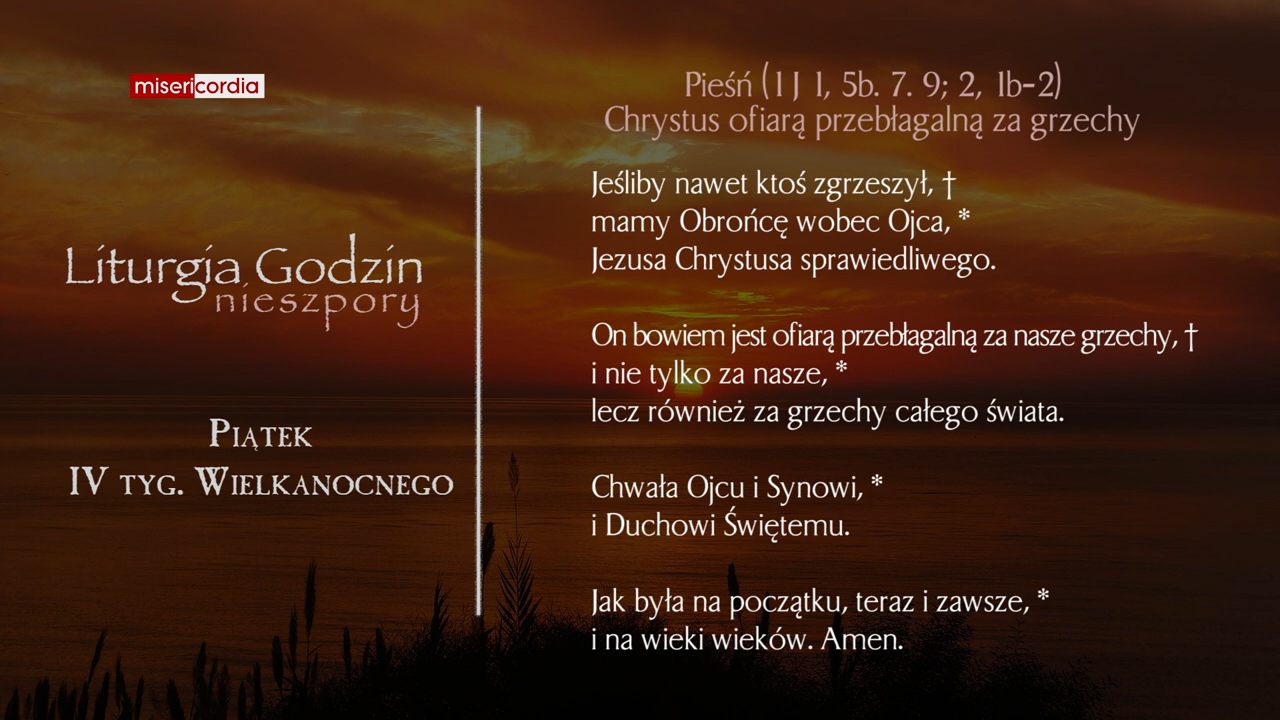 misericordia
Liturgia Godzin
nieszpory
Piątek
IV tyg. Wielkanocnego
Pieśń (1 J 1, 5b. 7. 9; 2, 1b-2)
Chrystus ofiarą przebłagalną za grzechy
Jeśliby nawet ktoś zgrzeszył, †
mamy Obrońcę wobec Ojca, *
Jezusa Chrystusa sprawiedliwego.
On bowiem jest ofiarą przebłagalną za nasze grzechy, †
i nie tylko za nasze, *
lecz również za grzechy całego świata.
Chwała Ojcu i Synowi, *
i Duchowi Świętemu.
Jak była na początku, teraz i zawsze, *
i na wieki wieków. Amen.